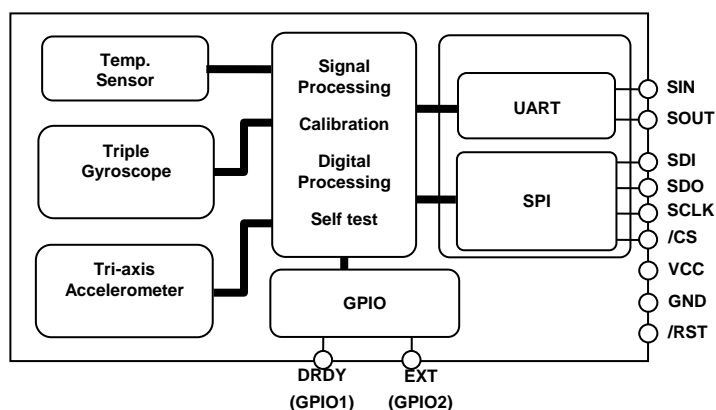 Temp.
Sensor
Triple
Gyroscope
Tri-axis
Accelerometer
Signal
Processing
Calibration
Digital
Processing
Self test
GPIO
UART
SPI
SIN
SOUT
SDI
SDO
SCLK
/CS
VCC
GND
/RST
DRDY EXT
(GPIO1) (GPIO2)